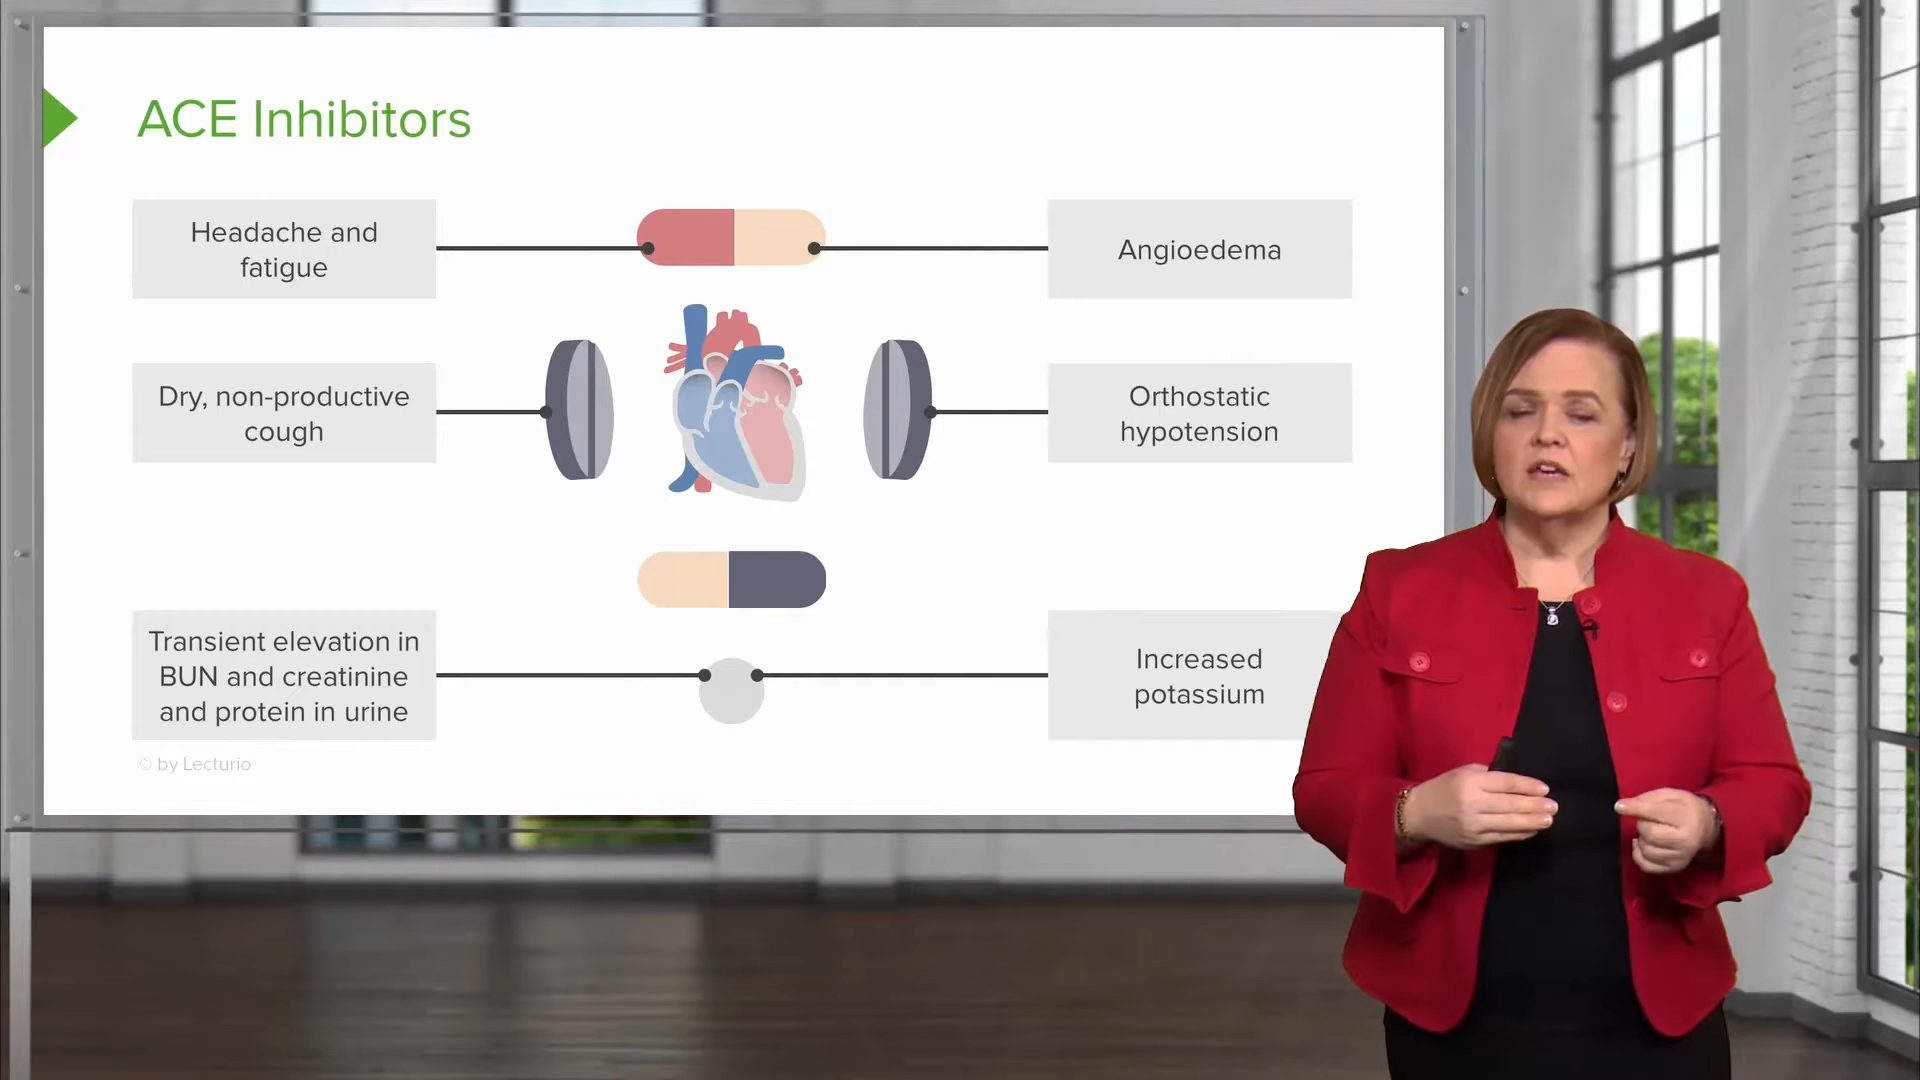 ACE Inhibitors
Headache and
fatigue
Angioedema
Dry, non-productive
cough
Orthostatic
hypotension
Transient elevation in
BUN and creatinine
and protein in urine
Increased
potassium
© by Lecturio